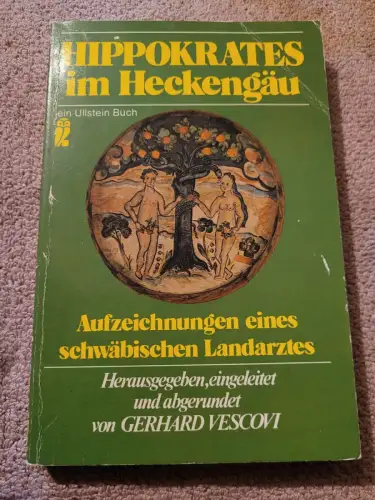 HIPPOKRATES
im Heckengäu
ein Ullstein Buch
Aufzeichnungen eines
schwäbischen Landarztes
Herausgegeben, eingeleitet
und abgerundet
von GERHARD VESCOVI